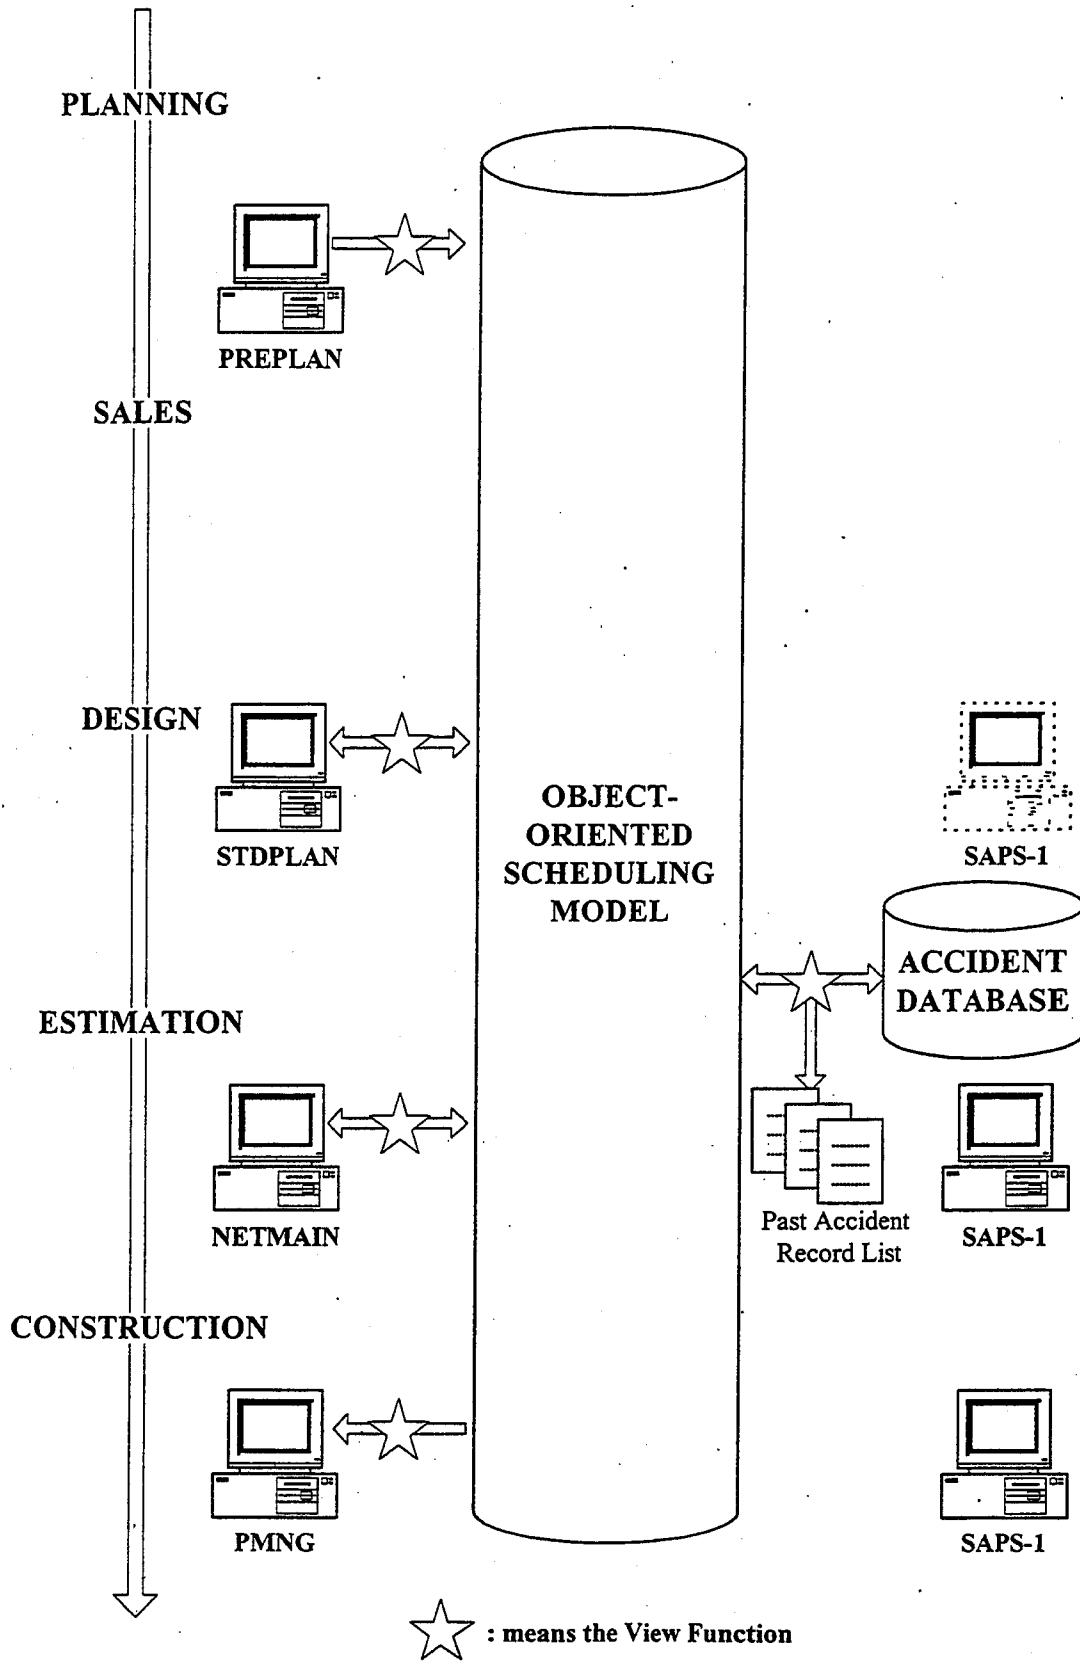 PLANNING
PREPLAN
SALES
DESIGN
STDPLAN
OBJECT-
ORIENTED
SCHEDULING
MODEL
SAPS-1
ACCIDENT
DATABASE
ESTIMATION
NETMAIN
Past Accident
Record List
SAPS-1
CONSTRUCTION
PMNG
SAPS-1
: means the View Function